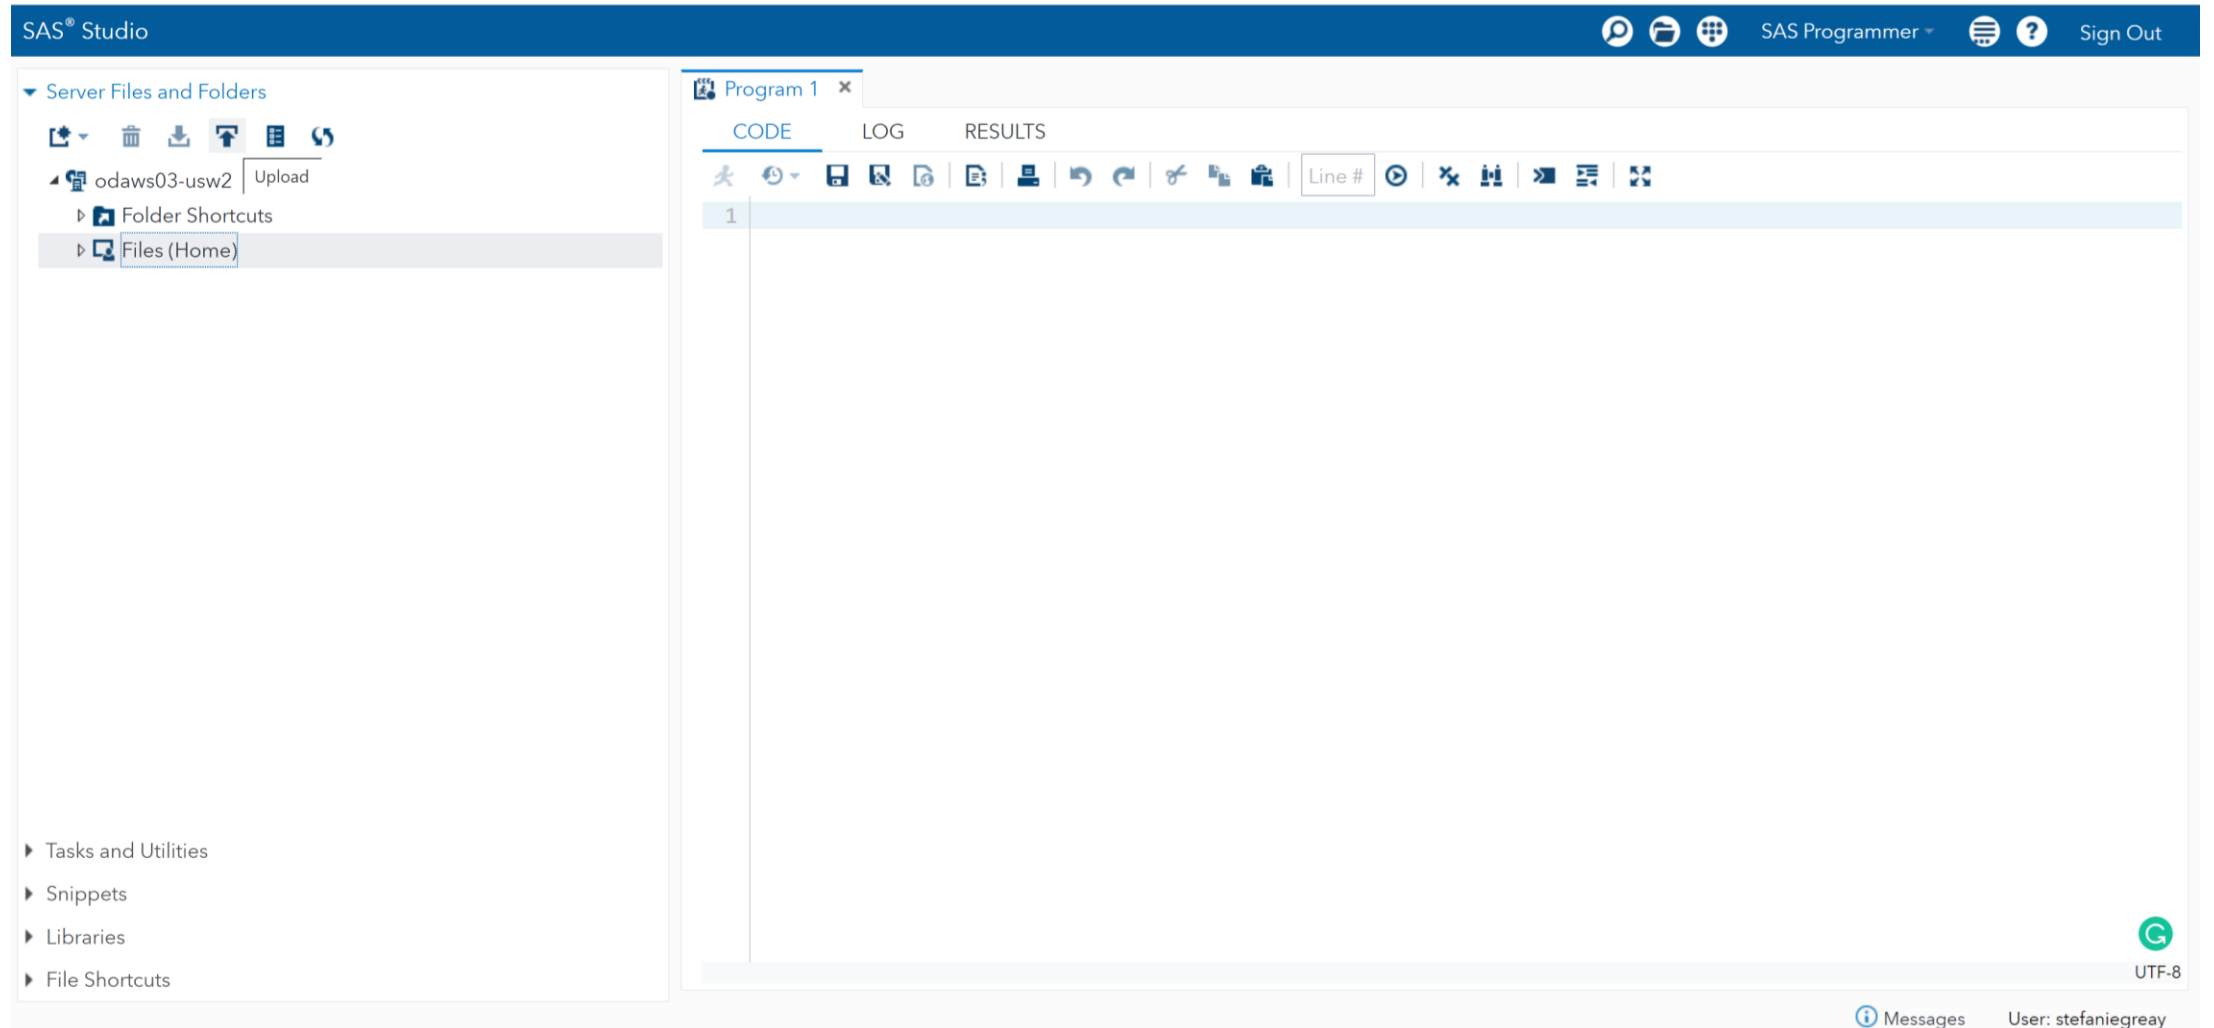 SAS® Studio
SAS Programmer
Sign Out
Server Files and Folders
odaws03-usw2
Upload
Folder Shortcuts
Files (Home)
Tasks and Utilities
Snippets
Libraries
File Shortcuts
Program 1
CODE LOG RESULTS
Line #
1
UTF-8
Messages
User: stefaniegreay